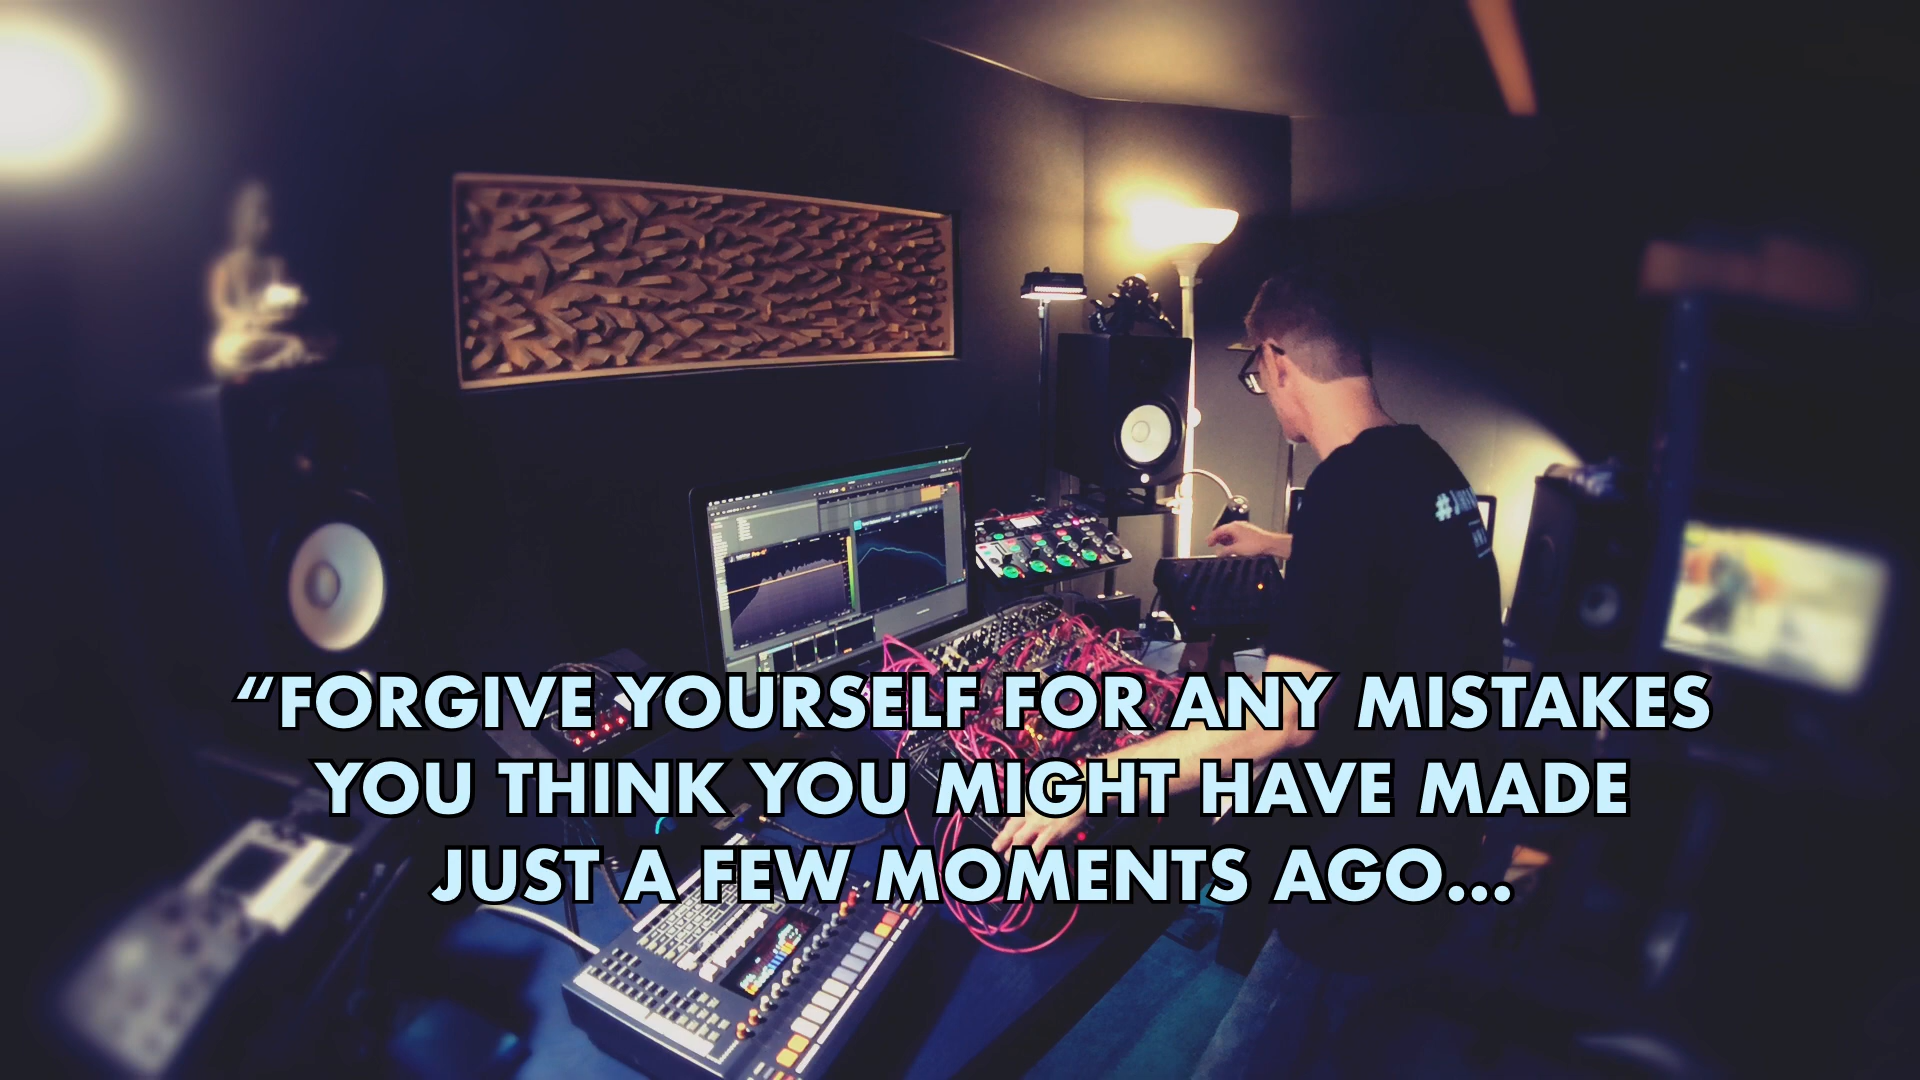 “FORGIVE YOURSELF FOR ANY MISTAKES
YOU THINK YOU MIGHT HAVE MADE
JUST A FEW MOMENTS AGO...